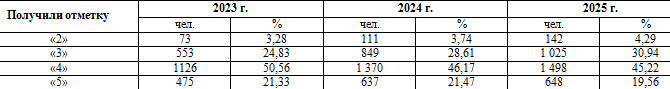 Получили отметку 2023 г. 2024 г. 2025 г.
чел. % чел. % чел. %
«2» 73 3,28 111 3,74 142 4,29
«3» 553 24,83 849 28,61 1 025 30,94
«4» 1126 50,56 1 370 46,17 1 498 45,22
«5» 475 21,33 637 21,47 648 19,56